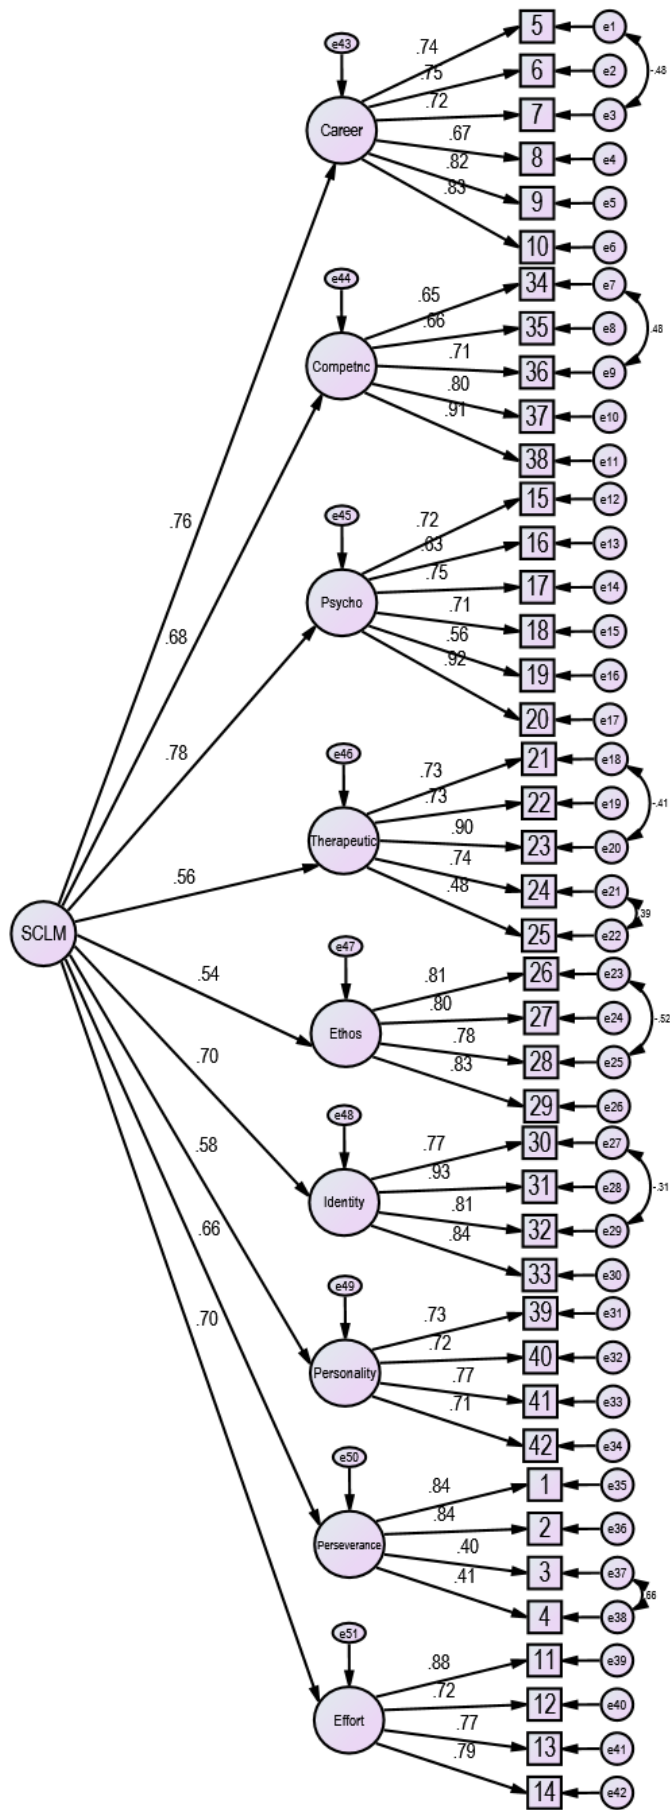 5 e1
e43
.74
6 e2 -.48
.75
.72 7 e3
Career
.67 8 e4
.82
.83 9 e5
10 e6
e44 34 e7
.65
.66 35 e8 .48
.71
Competnc 36 e9
.80
37 e10
.91
38 e11
15 e12
e45
.72
.76
16 e13
.63
.75 17 e14
Psycho
.71
.68 18 e15
.56
.92 19 e16
20 e17
e46
.78 21 e18
.73
.73 22 e19 -.41
.90
Therapeutic 23 e20
.74
.56 24 e21
.48 .39
SCLM 25 e22
e47
26 e23
.54 .81
.80 27 e24 -.52
Ethos
.78 28 e25
.83
.70 29 e26
e48
30 e27
.58 .77
.93 31 e28 -.31
Identity
.81 32 e29
.66 .84
33 e30
e49
39 e31
.70 .73
.72 40 e32
Personality
.77 41 e33
.71
42 e34
e50
1 e35
.84
.84 2 e36
Perseverance
.40 3 e37
.41 .66
4 e38
e51
11 e39
.88
.72 12 e40
Effort
.77 13 e41
.79
14 e42